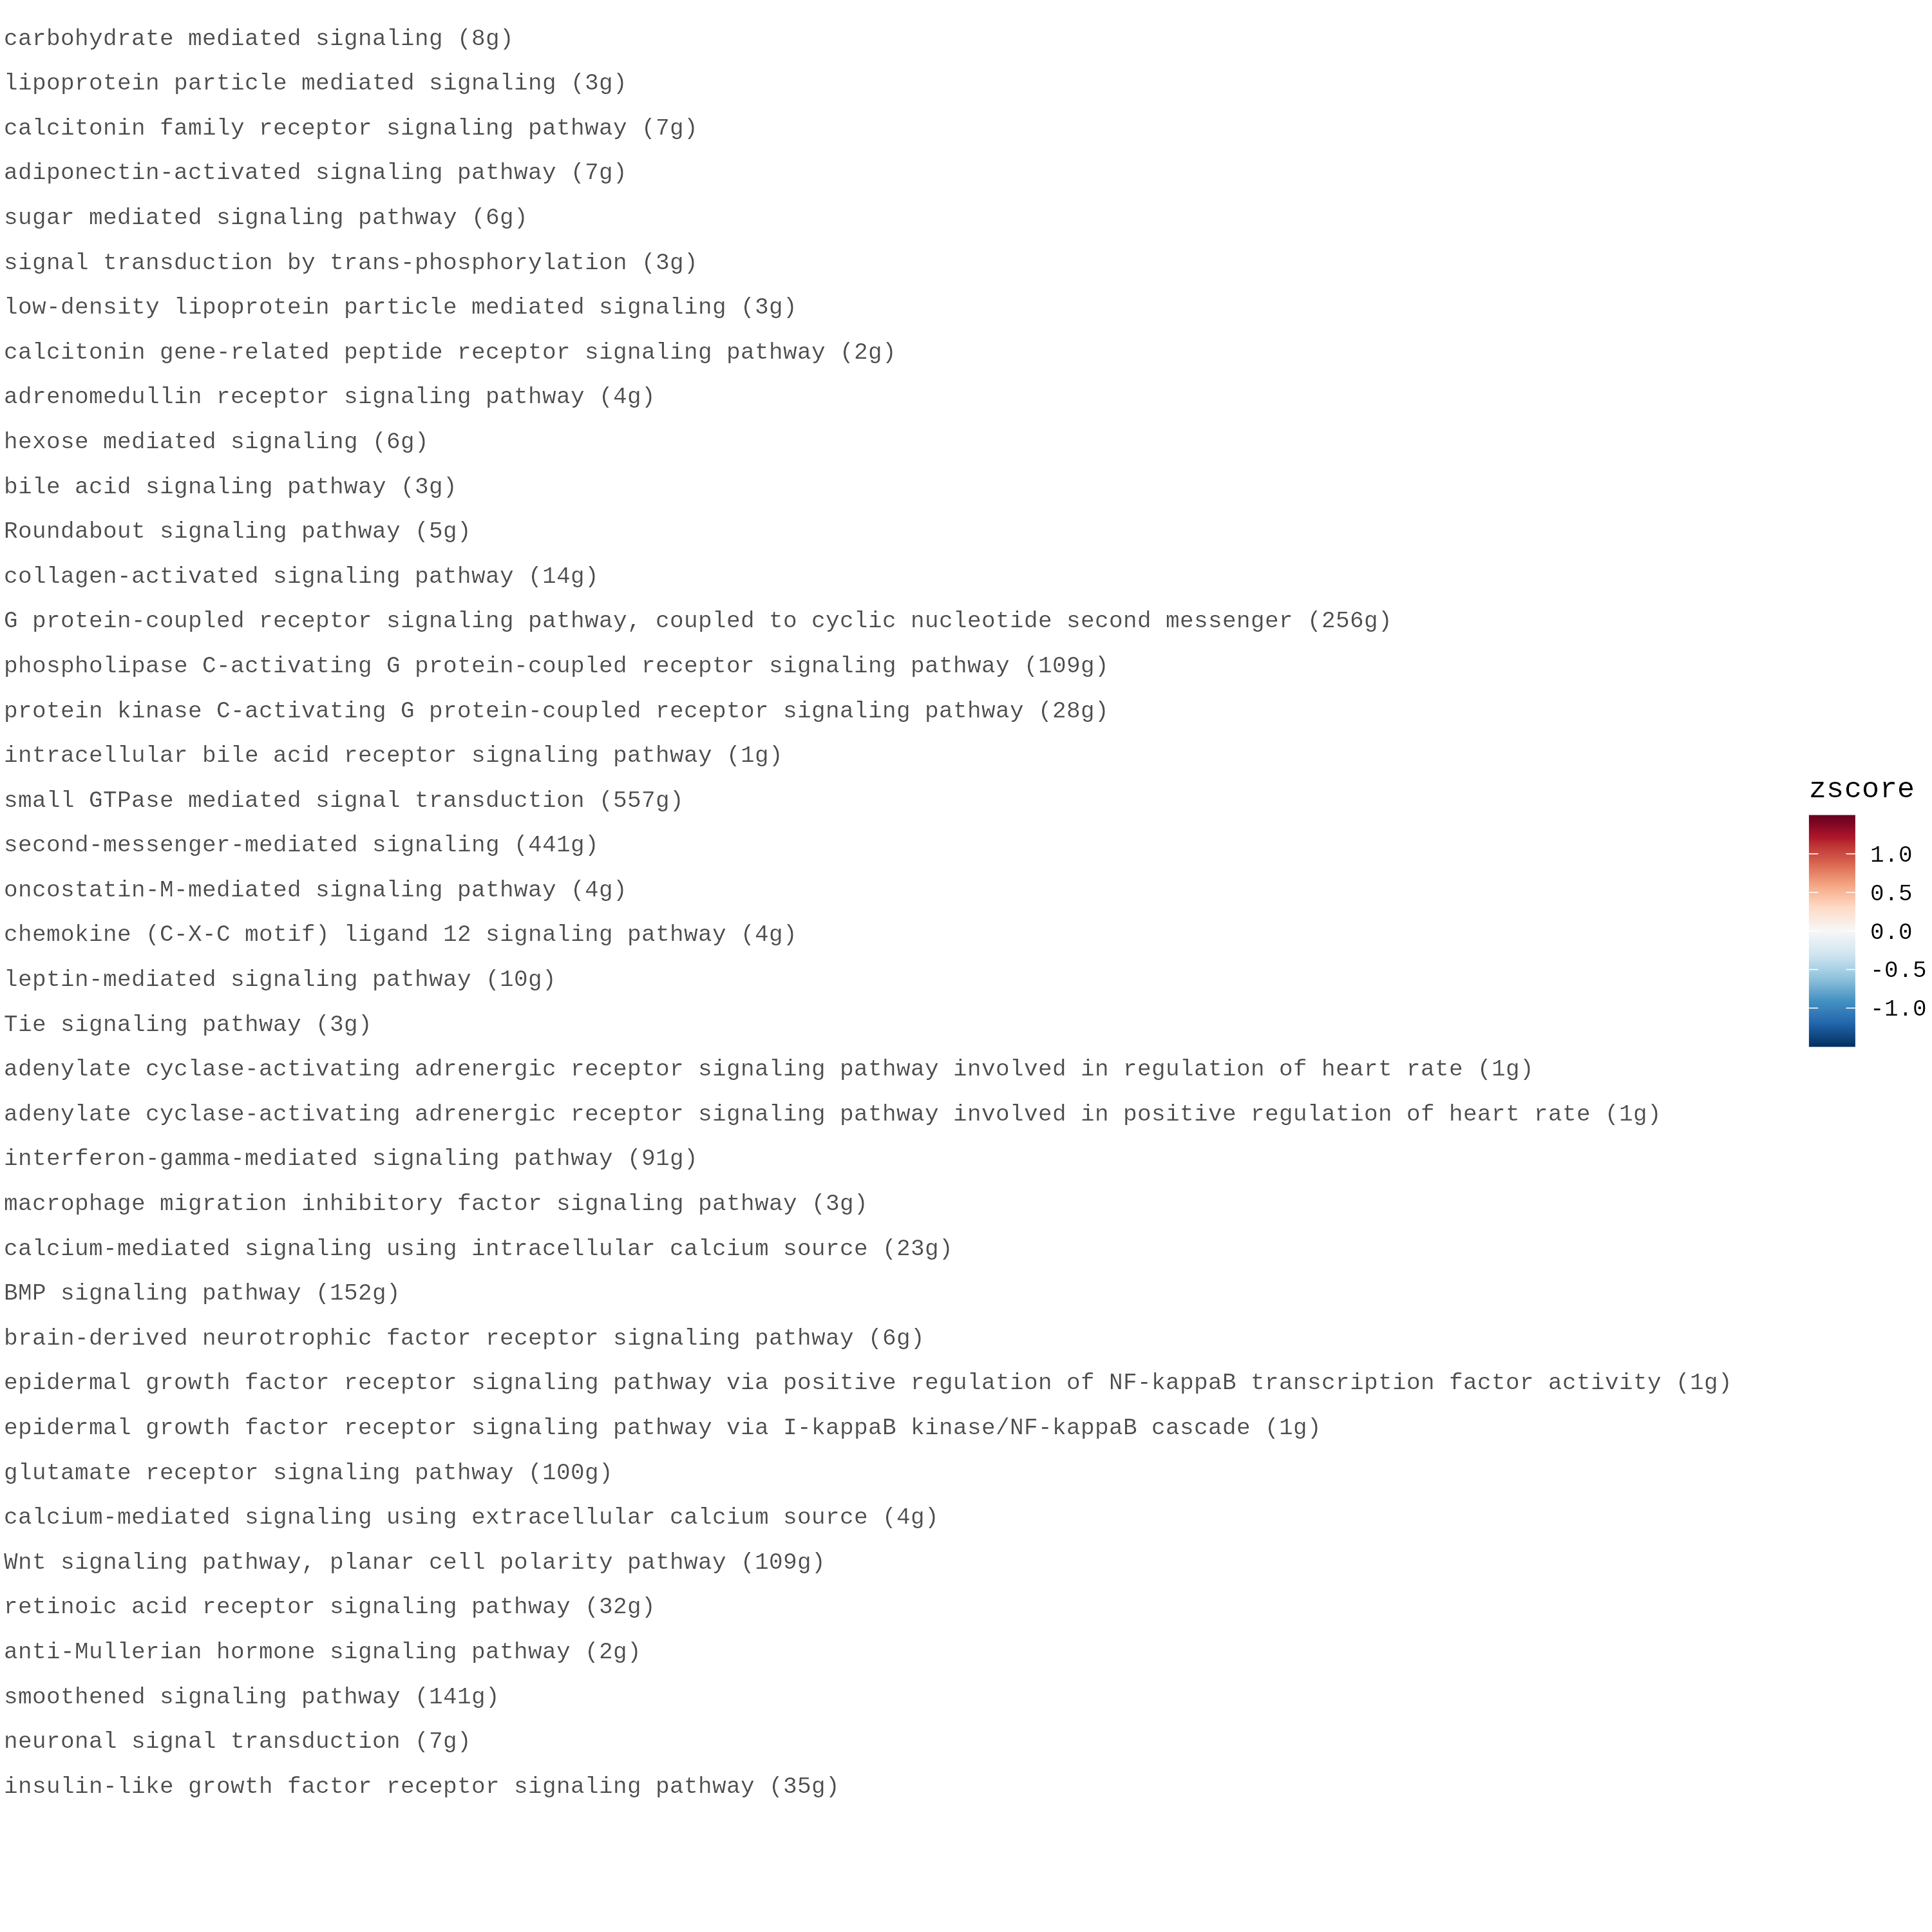 carbohydrate mediated signaling (8g)
lipoprotein particle mediated signaling (3g)
calcitonin family receptor signaling pathway (7g)
adiponectin-activated signaling pathway (7g)
sugar mediated signaling pathway (6g)
signal transduction by trans-phosphorylation (3g)
low-density lipoprotein particle mediated signaling (3g)
calcitonin gene-related peptide receptor signaling pathway (2g)
adrenomedullin receptor signaling pathway (4g)
hexose mediated signaling (6g)
bile acid signaling pathway (3g)
Roundabout signaling pathway (5g)
collagen-activated signaling pathway (14g)
G protein-coupled receptor signaling pathway, coupled to cyclic nucleotide second messenger (256g)
phospholipase C-activating G protein-coupled receptor signaling pathway (109g)
protein kinase C-activating G protein-coupled receptor signaling pathway (28g)
intracellular bile acid receptor signaling pathway (1g)
small GTPase mediated signal transduction (557g)
second-messenger-mediated signaling (441g)
oncostatin-M-mediated signaling pathway (4g)
chemokine (C-X-C motif) ligand 12 signaling pathway (4g)
leptin-mediated signaling pathway (10g)
Tie signaling pathway (3g)
adenylate cyclase-activating adrenergic receptor signaling pathway involved in regulation of heart rate (1g)
adenylate cyclase-activating adrenergic receptor signaling pathway involved in positive regulation of heart rate (1g)
interferon-gamma-mediated signaling pathway (91g)
macrophage migration inhibitory factor signaling pathway (3g)
calcium-mediated signaling using intracellular calcium source (23g)
BMP signaling pathway (152g)
brain-derived neurotrophic factor receptor signaling pathway (6g)
epidermal growth factor receptor signaling pathway via positive regulation of NF-kappaB transcription factor activity (1g)
epidermal growth factor receptor signaling pathway via I-kappaB kinase/NF-kappaB cascade (1g)
glutamate receptor signaling pathway (100g)
calcium-mediated signaling using extracellular calcium source (4g)
Wnt signaling pathway, planar cell polarity pathway (109g)
retinoic acid receptor signaling pathway (32g)
anti-Mullerian hormone signaling pathway (2g)
smoothened signaling pathway (141g)
neuronal signal transduction (7g)
insulin-like growth factor receptor signaling pathway (35g)
zscore
1.0
0.5
0.0
-0.5
-1.0